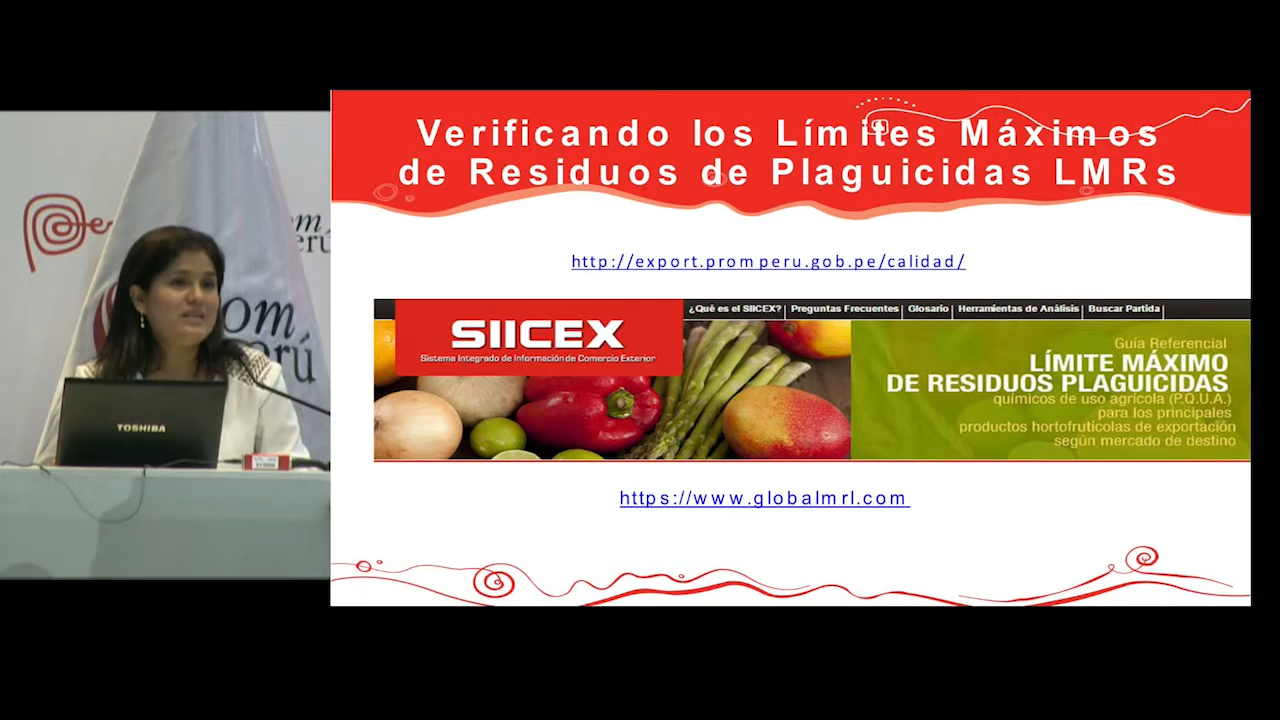 Verificando los Límites Máximos
de Residuos de Plaguicidas LMRs
http://export.promperu.gob.pe/calidad/
¿Qué es el SIICEX? | Preguntas Frecuentes | Glosario | Herramientas de Análisis | Buscar Partida |
SIICEX
Sistema Integrado de Información de Comercio Exterior
Guía Referencial
LÍMITE MÁXIMO
DE RESIDUOS PLAGUICIDAS
químicos de uso agrícola (P.Q.U.A.)
para los principales
productos hortofrutícolas de exportación
según mercado de destino
https://www.globalmrl.com
TOSHIBA